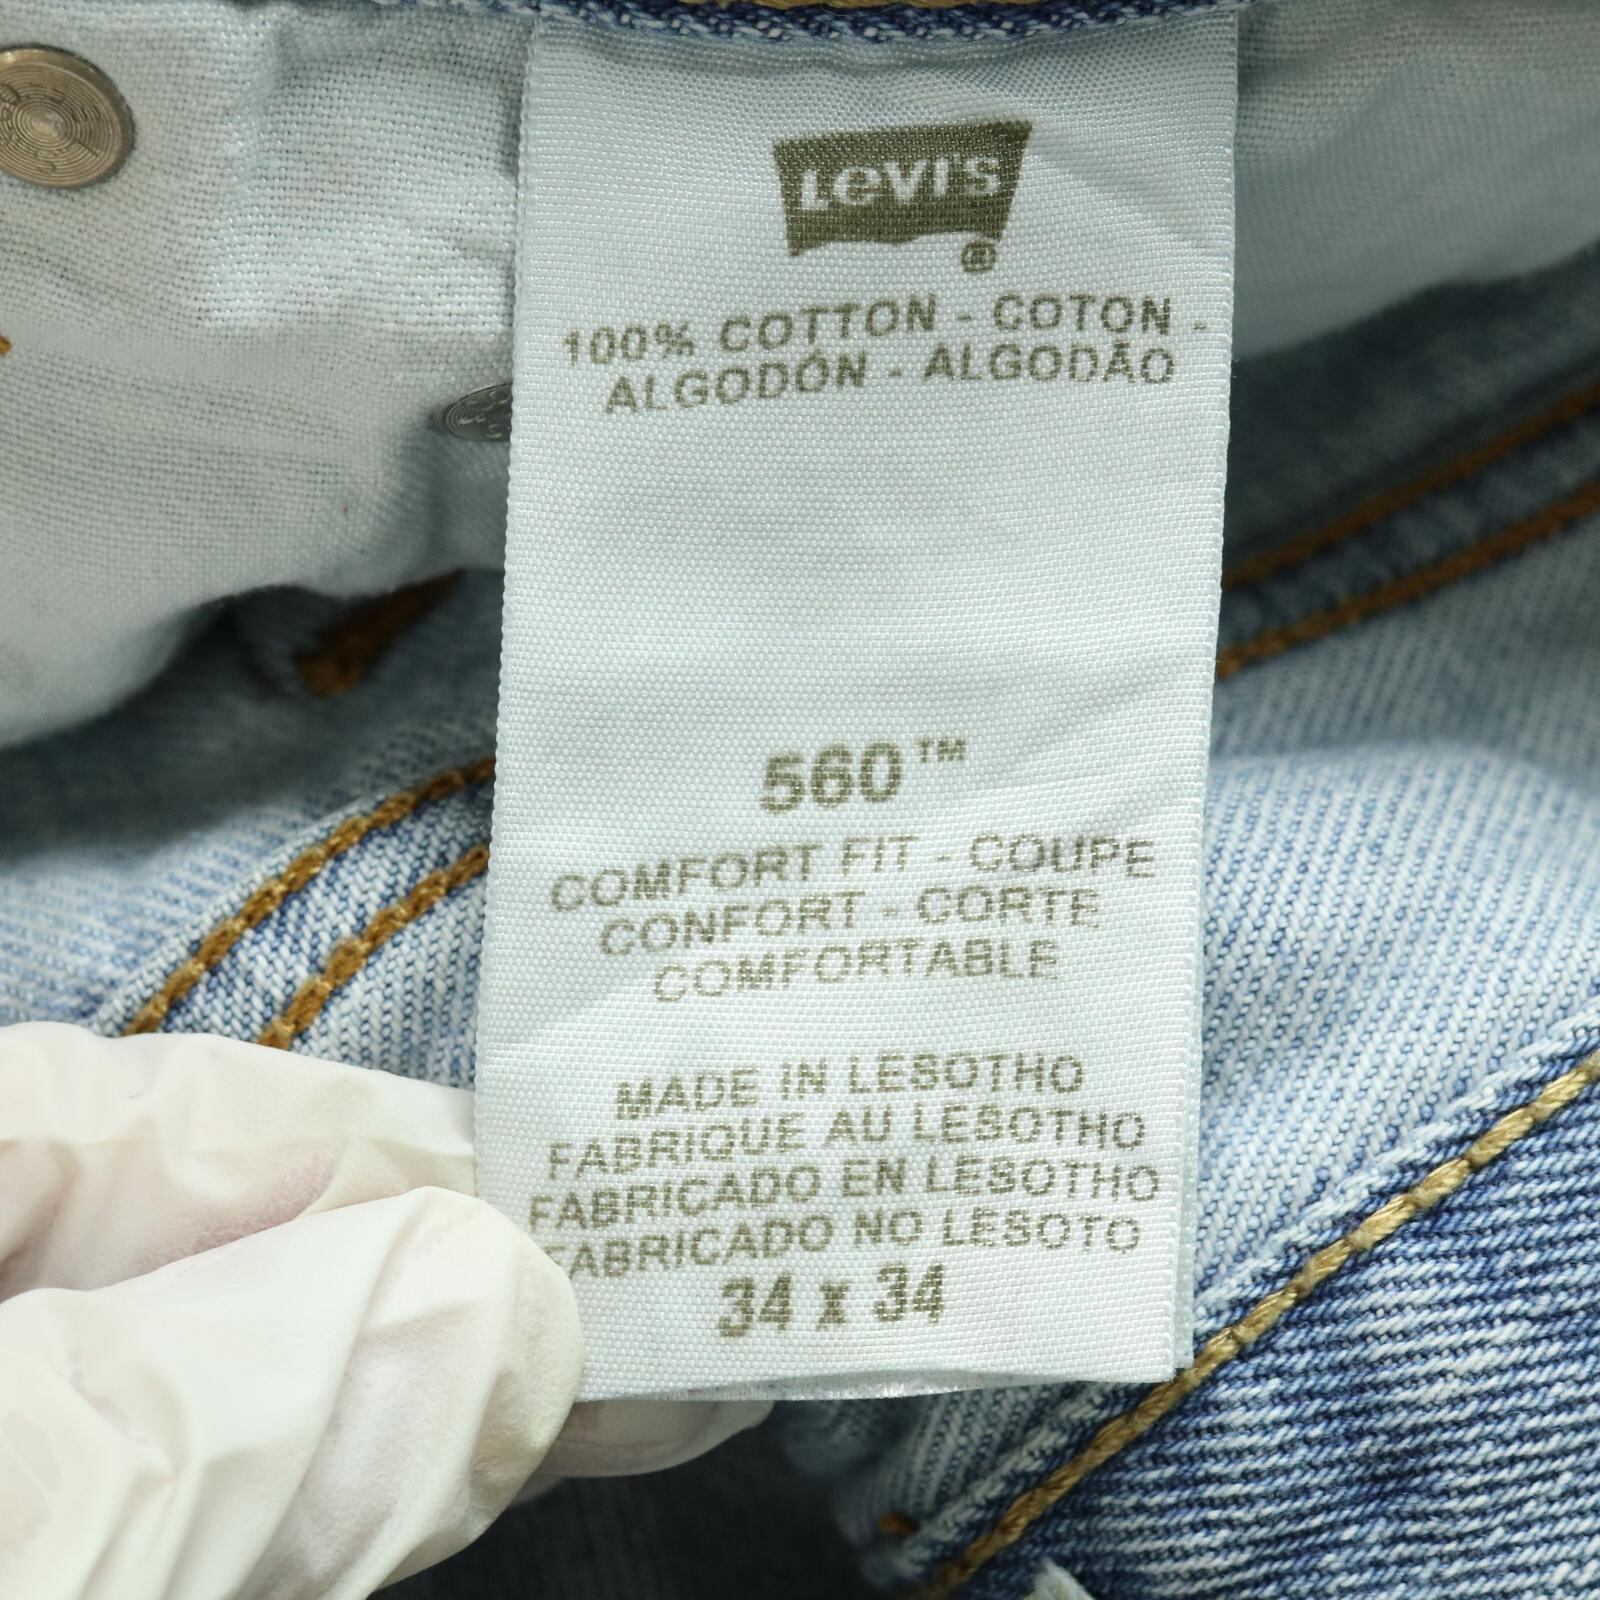 Levi's
®
100% COTTON - COTON -
ALGODÓN - ALGODÃO
560™
COMFORT FIT - COUPE
CONFORT - CORTE
COMFORTABLE
MADE IN LESOTHO
FABRIQUE AU LESOTHO
FABRICADO EN LESOTHO
FABRICADO NO LESOTO
34 x 34